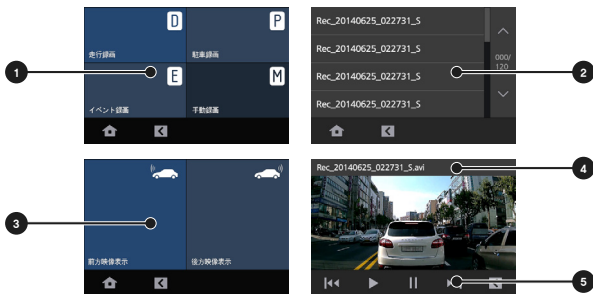 D
P
走行録画
駐車録画
E
M
イベント録画
手動録画
1
Rec_20140625_022731_S
Rec_20140625_022731_S
Rec_20140625_022731_S
Rec_20140625_022731_S
000/
120
2
前方映像表示
後方映像表示
3
Rec_20140625_022731_S.avi
4
5